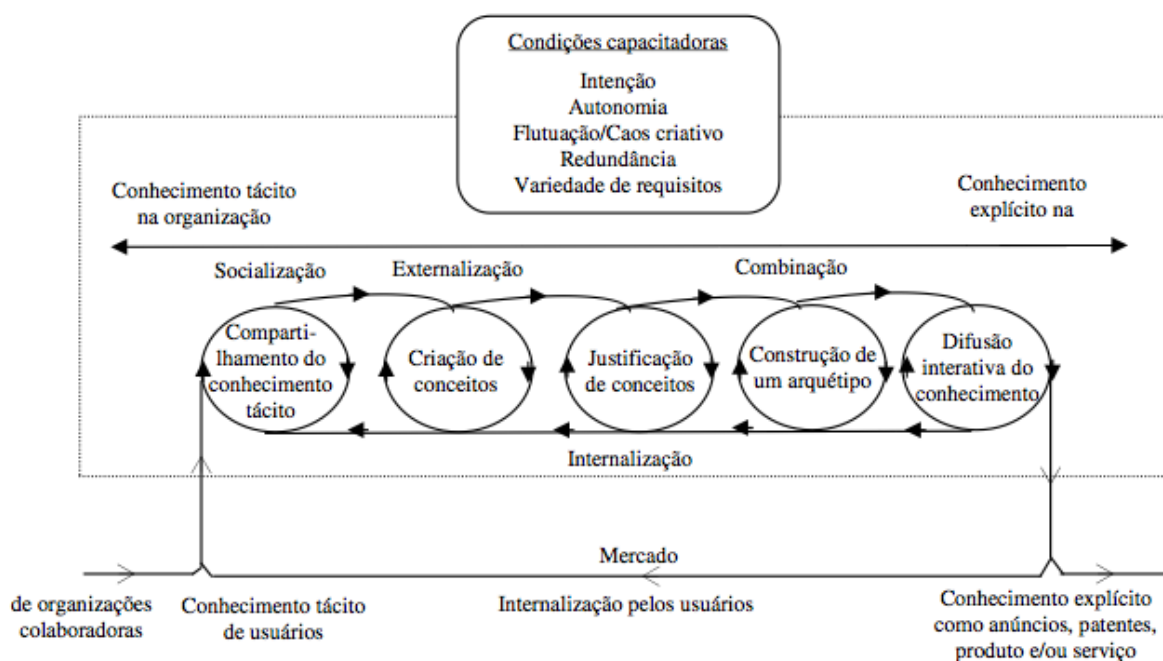 Condições capacitadoras
Intenção
Autonomia
Flutuação/Caos criativo
Redundância
Variedade de requisitos
Conhecimento tácito
na organização
Conhecimento
explícito na
Socialização
Externalização
Combinação
Comparti-
lhamento do
conhecimento
tácito
Criação de
conceitos
Justificação
de conceitos
Construção de
um arquétipo
Difusão
interativa do
conhecimento
Internalização
Mercado
de organizações
colaboradoras
Conhecimento tácito
de usuários
Internalização pelos usuários
Conhecimento explícito
como anúncios, patentes,
produto e/ou serviço